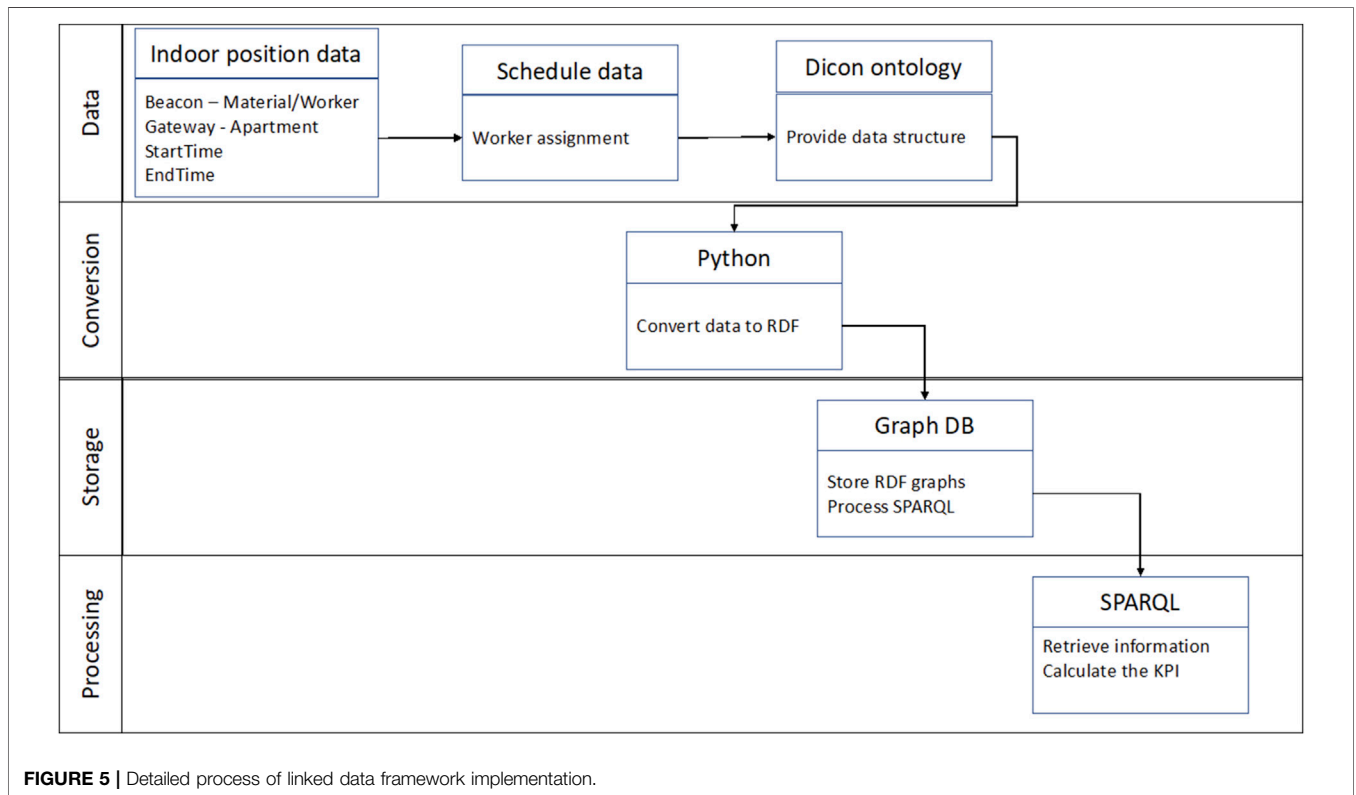 Data
Indoor position data
Beacon – Material/Worker
Gateway - Apartment
StartTime
EndTime
Schedule data
Worker assignment
Dicon ontology
Provide data structure
Conversion
Python
Convert data to RDF
Storage
Graph DB
Store RDF graphs
Process SPARQL
Processing
SPARQL
Retrieve information
Calculate the KPI
FIGURE 5 | Detailed process of linked data framework implementation.